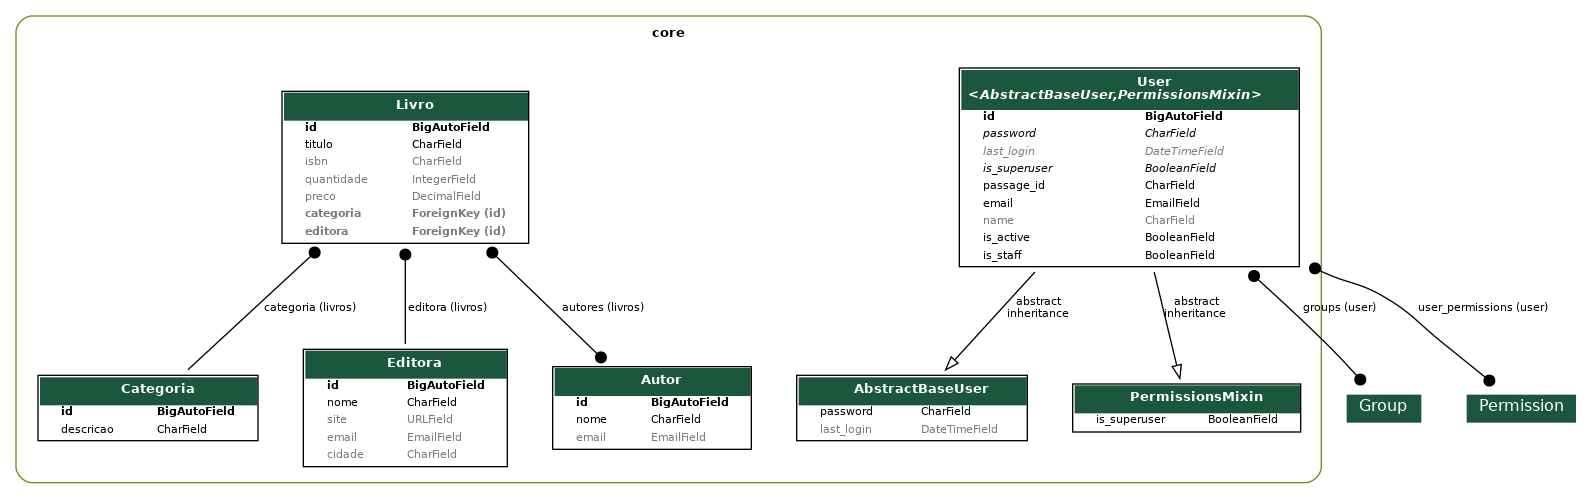 core
Livro
id BigAutoField
titulo CharField
isbn CharField
quantidade IntegerField
preco DecimalField
categoria ForeignKey (id)
editora ForeignKey (id)
User
<AbstractBaseUser,PermissionsMixin>
id BigAutoField
password CharField
last_login DateTimeField
is_superuser BooleanField
passage_id CharField
email EmailField
name CharField
is_active BooleanField
is_staff BooleanField
categoria (livros)
editora (livros)
autores (livros)
abstract
inheritance
abstract
inheritance
groups (user)
user_permissions (user)
Categoria
id BigAutoField
descricao CharField
Editora
id BigAutoField
nome CharField
site URLField
email EmailField
cidade CharField
Autor
id BigAutoField
nome CharField
email EmailField
AbstractBaseUser
password CharField
last_login DateTimeField
PermissionsMixin
is_superuser BooleanField
Group
Permission